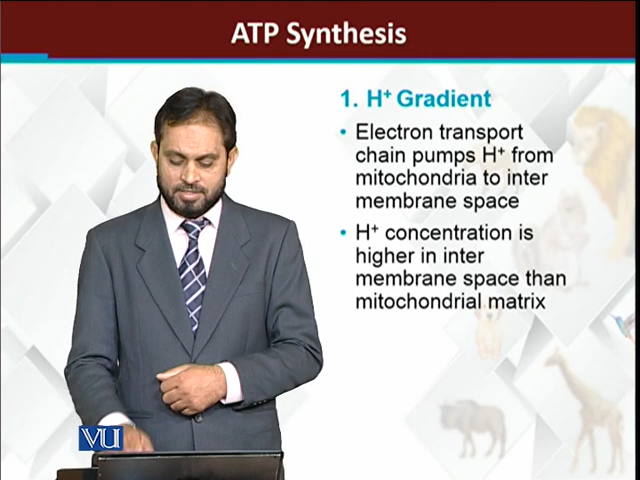 ATP Synthesis
1. H⁺ Gradient
• Electron transport
chain pumps H⁺ from
mitochondria to inter
membrane space
• H⁺ concentration is
higher in inter
membrane space than
mitochondrial matrix
VU